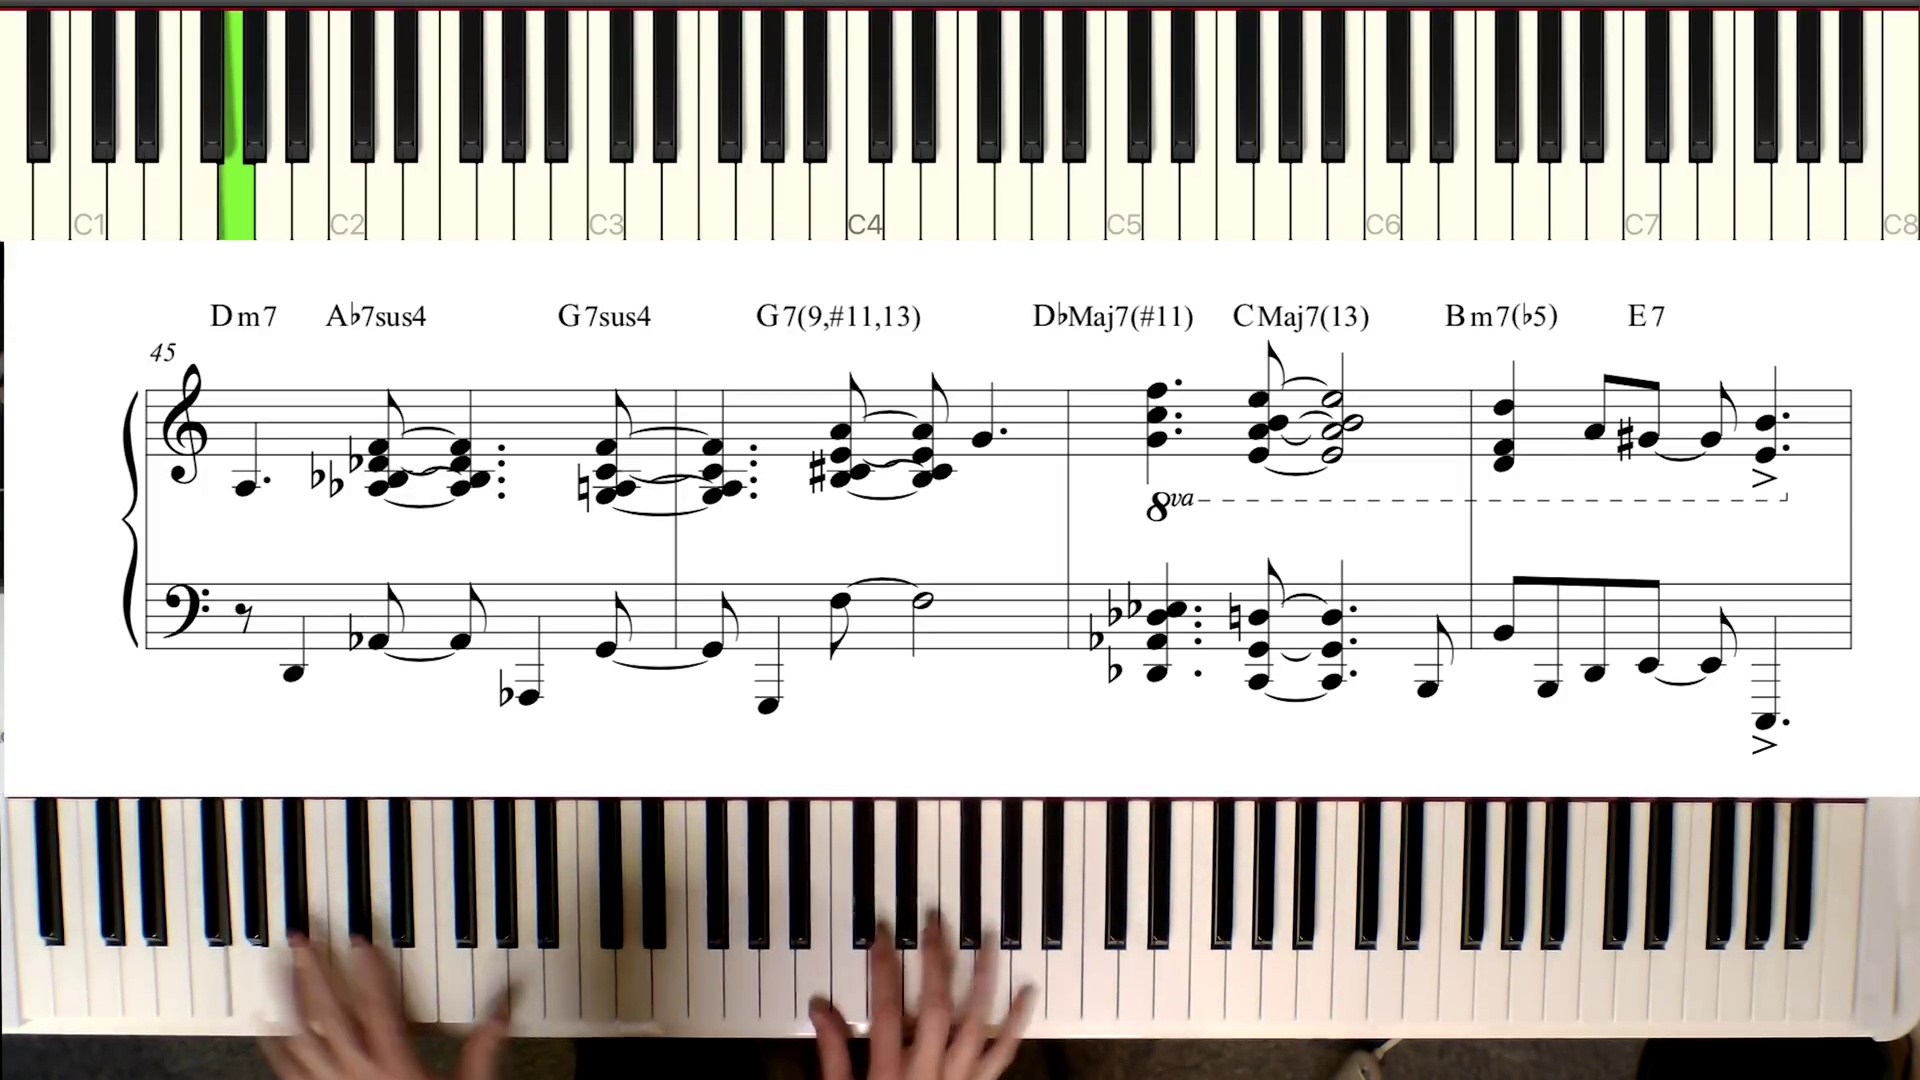 C1 C2 C3 C4 C5 C6 C7 C8
Dm7 A♭7sus4 G7sus4 G7(9,#11,13) D♭Maj7(#11) CMaj7(13) Bm7(♭5) E7
45
8va